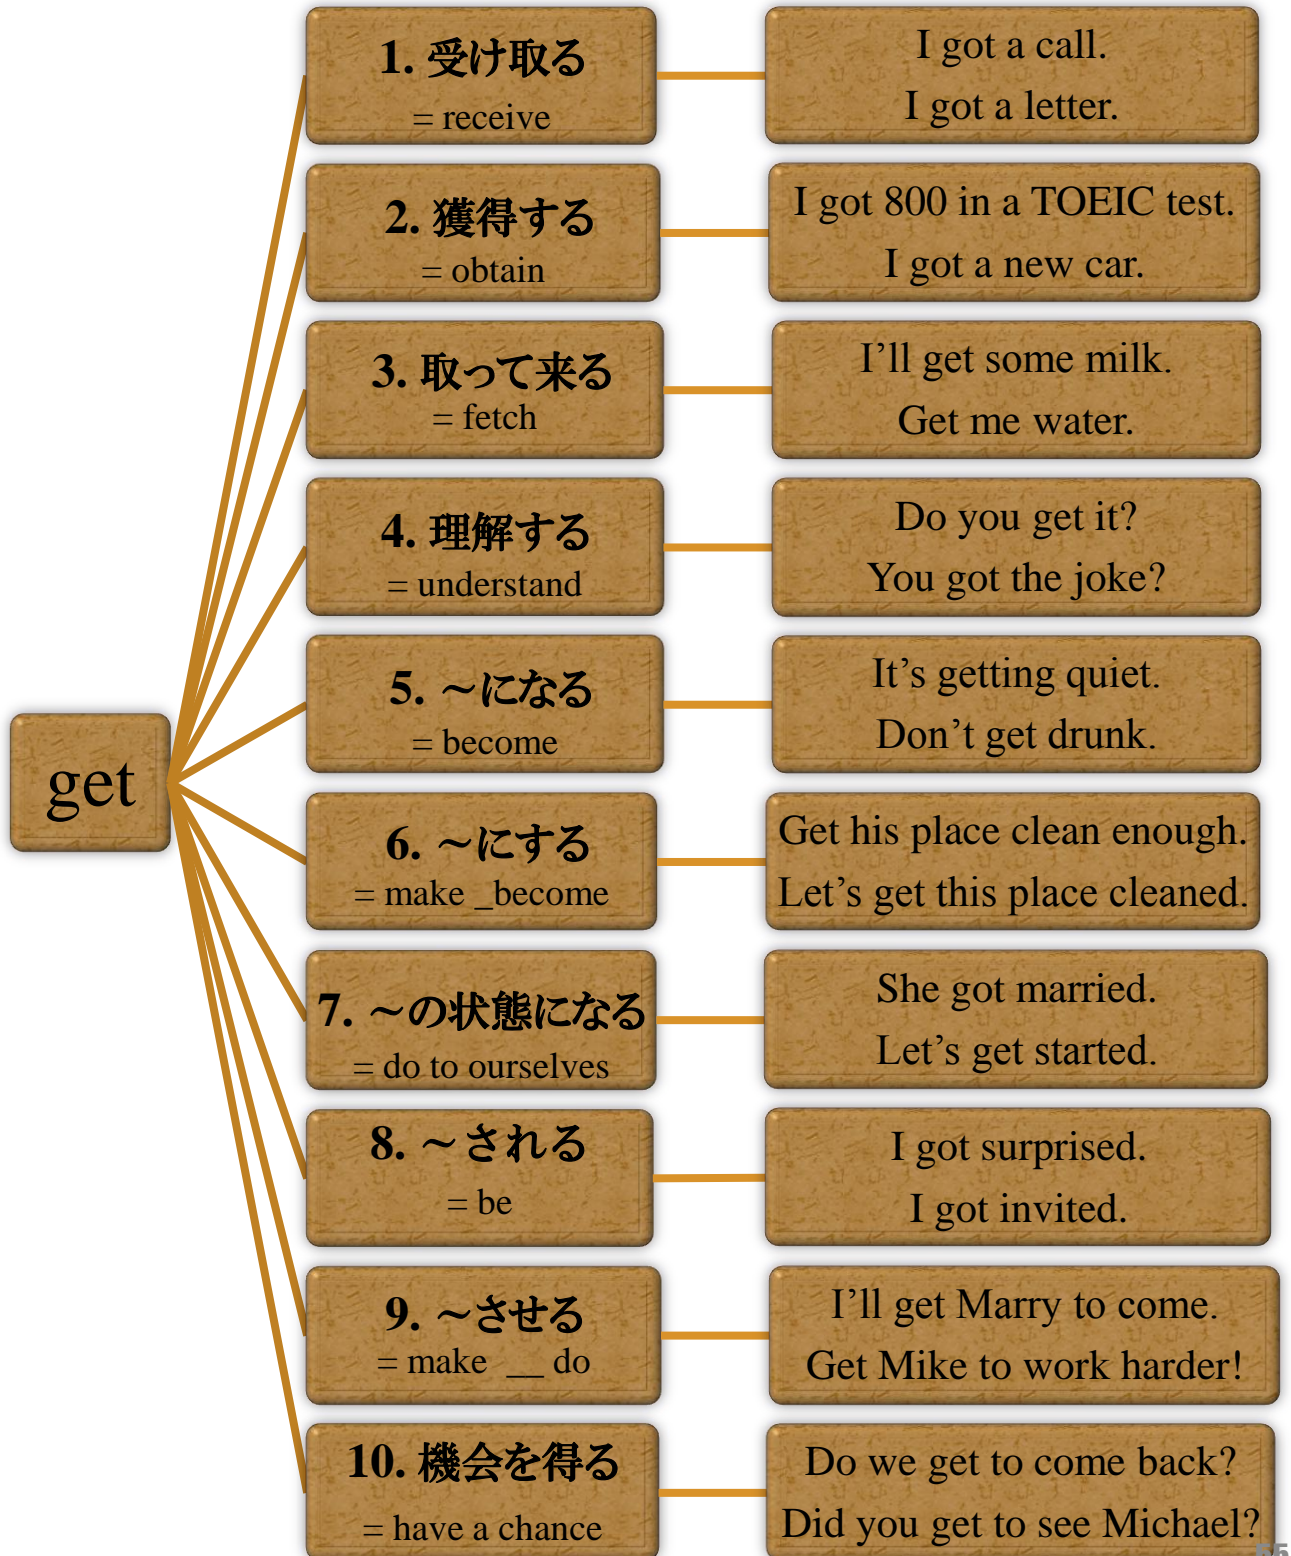 get
1. 受け取る
= receive
I got a call.
I got a letter.
2. 獲得する
= obtain
I got 800 in a TOEIC test.
I got a new car.
3. 取って来る
= fetch
I’ll get some milk.
Get me water.
4. 理解する
= understand
Do you get it?
You got the joke?
5. ～になる
= become
It’s getting quiet.
Don’t get drunk.
6. ～にする
= make _become
Get his place clean enough.
Let’s get this place cleaned.
7. ～の状態になる
= do to ourselves
She got married.
Let’s get started.
8. ～される
= be
I got surprised.
I got invited.
9. ～させる
= make __ do
I’ll get Marry to come.
Get Mike to work harder!
10. 機会を得る
= have a chance
Do we get to come back?
Did you get to see Michael?
55